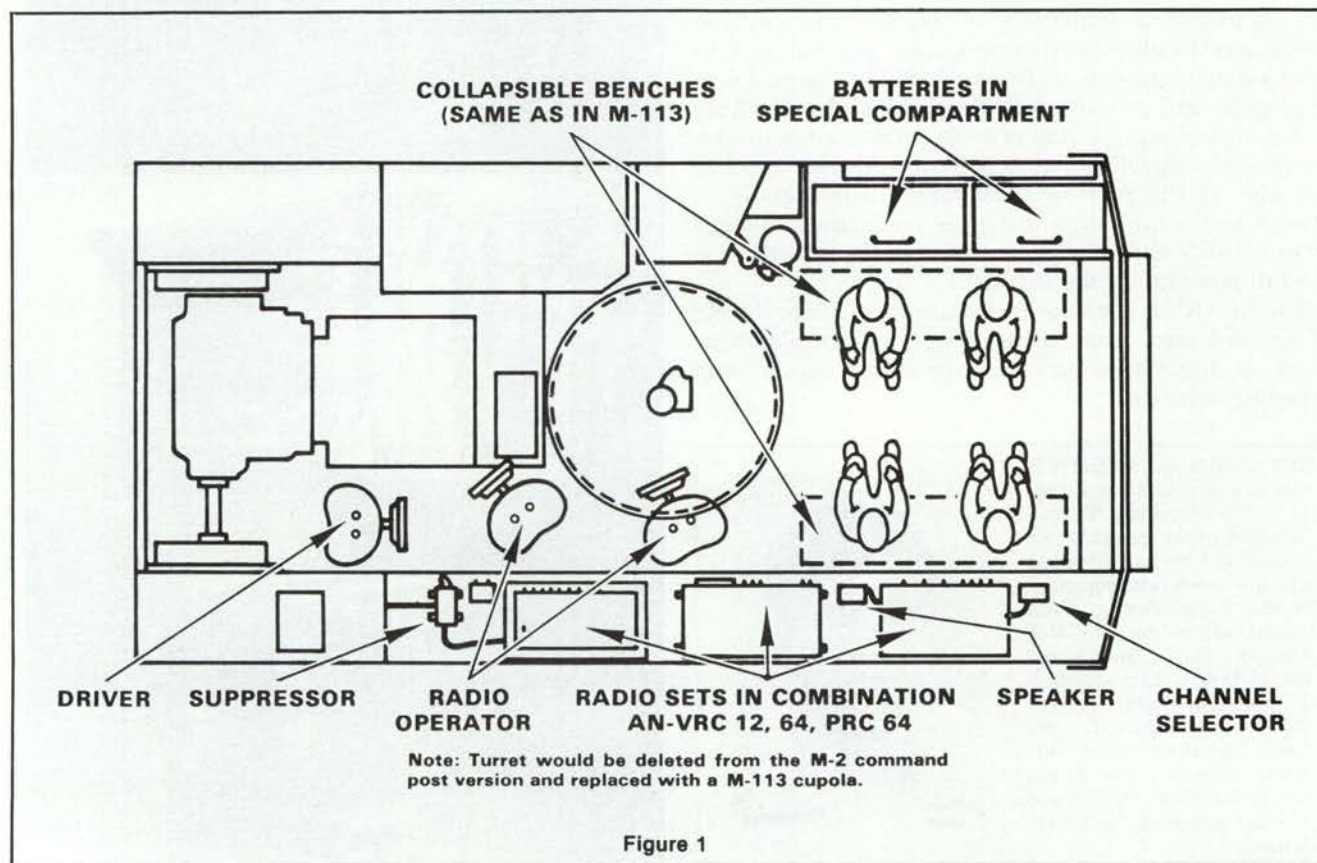 COLLAPSIBLE BENCHES
(SAME AS IN M-113)
BATTERIES IN
SPECIAL COMPARTMENT
DRIVER
SUPPRESSOR
RADIO
OPERATOR
RADIO SETS IN COMBINATION
AN-VRC 12, 64, PRC 64
SPEAKER
CHANNEL
SELECTOR
Note: Turret would be deleted from the M-2 command
post version and replaced with a M-113 cupola.
Figure 1